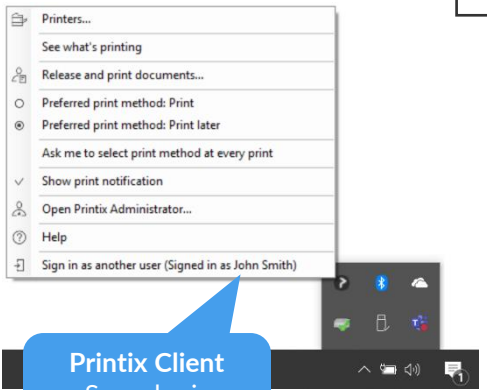 Printers...
See what's printing
Release and print documents...
Preferred print method: Print
Preferred print method: Print later
Ask me to select print method at every print
Show print notification
Open Printix Administrator...
Help
Sign in as another user (Signed in as John Smith)
Printix Client
1